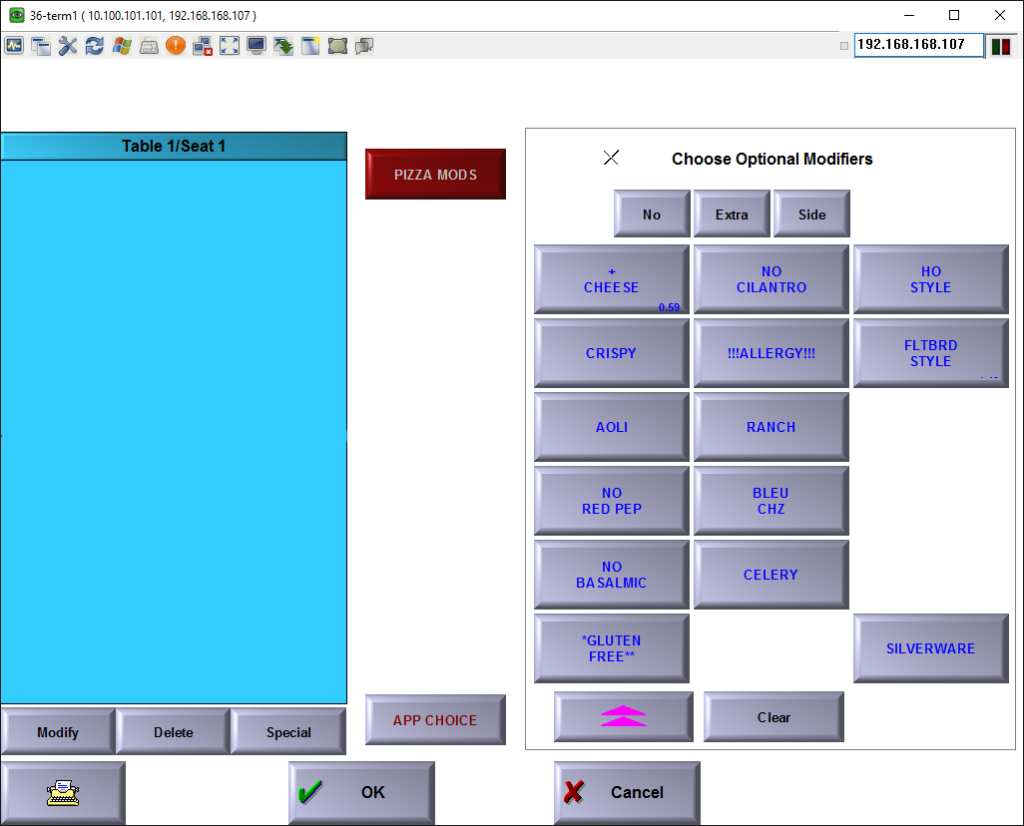 36-term1 ( 10.100.101.101, 192.168.168.107 )
192.168.168.107
Table 1/Seat 1
PIZZA MODS
Choose Optional Modifiers
No
Extra
Side
+
CHEESE
0.59
NO
CILANTRO
HO
STYLE
CRISPY
!!!ALLERGY!!!
FLTBRD
STYLE
AOLI
RANCH
NO
RED PEP
BLEU
CHZ
NO
BASALMIC
CELERY
*GLUTEN
FREE**
SILVERWARE
APP CHOICE
Clear
Modify
Delete
Special
OK
Cancel